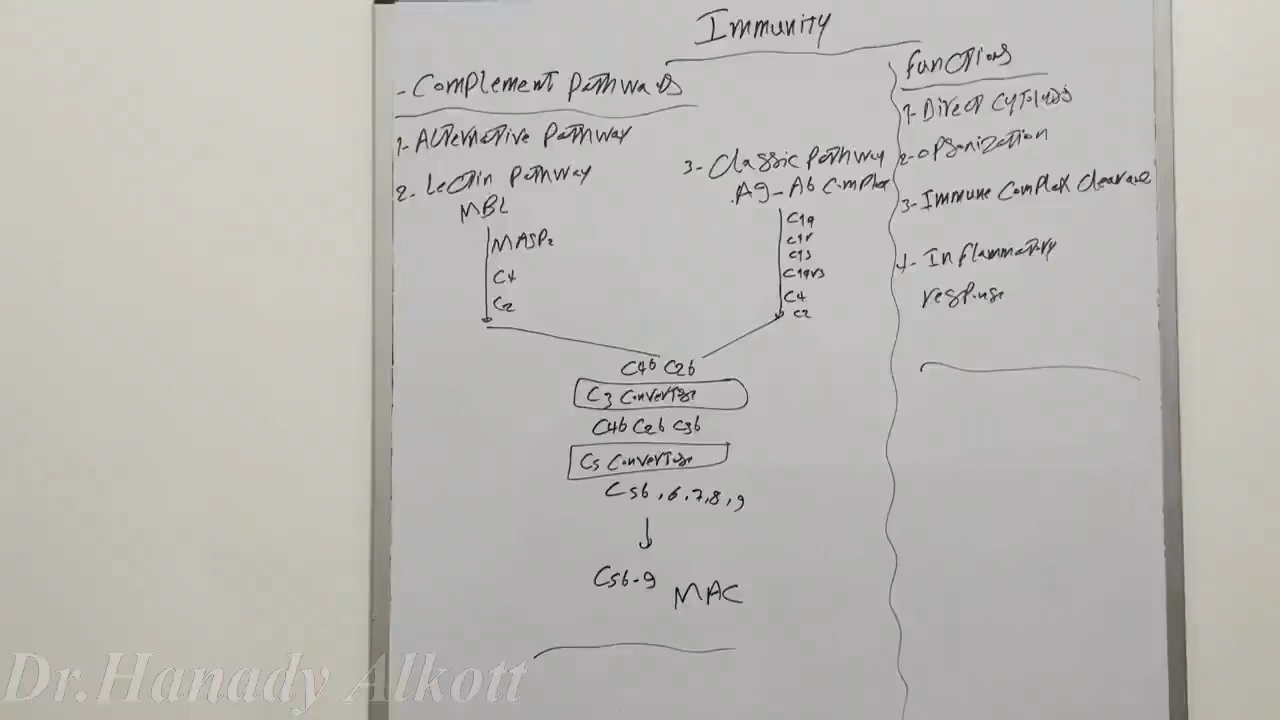 Immunity
- Complement Pathways
1- Alternative Pathway
2- Lectin Pathway
MBL
MASP2
C4
C2
3- Classic Pathway
Ag-Ab Complex
C1q
C1r
C1s
C1qrs
C4
C2
C4b C2b
C3 Convertase
C4b C2b C3b
C5 Convertase
C5b, 6, 7, 8, 9
C5b-9
MAC
Functions
1- Direct Cytolysis
2- Opsonization
3- Immune Complex Clearance
4- Inflammatory
response
Dr.Hanady Alkott